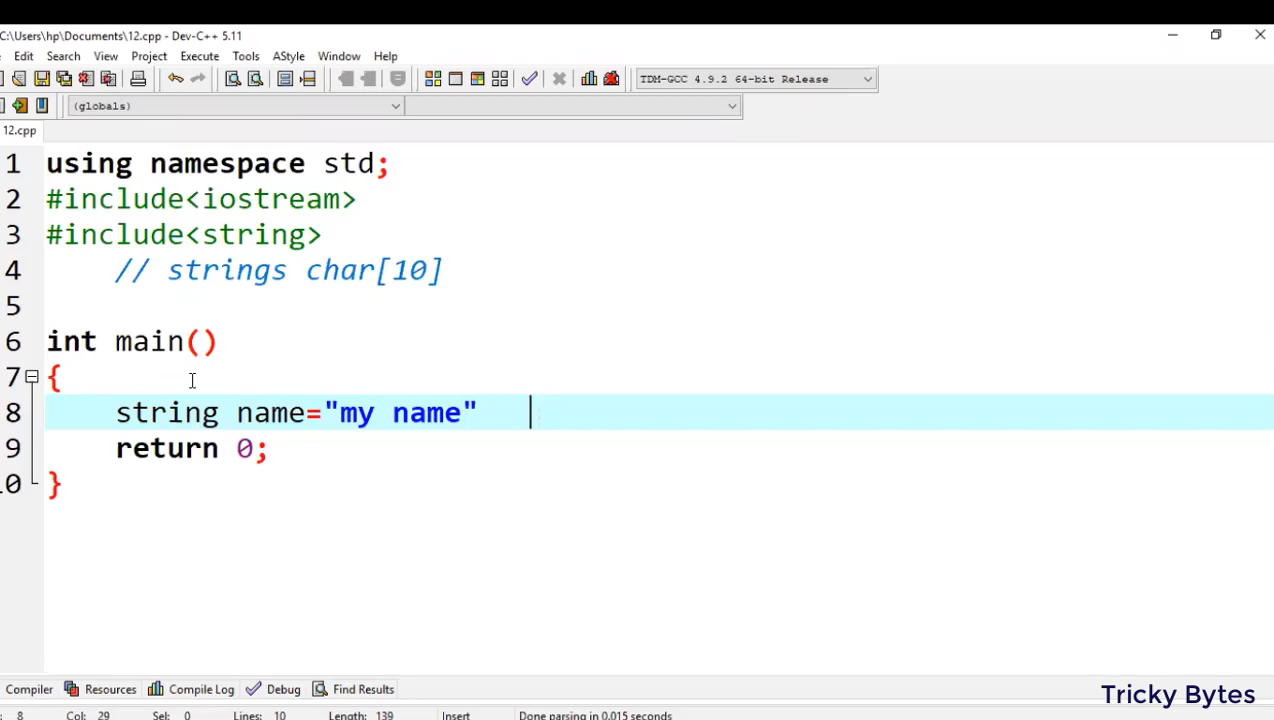 C:\Users\hp\Documents\12.cpp - Dev-C++ 5.11
Edit Search View Project Execute Tools AStyle Window Help
TDM-GCC 4.9.2 64-bit Release
(globals)
12.cpp
1 using namespace std;
2 #include<iostream>
3 #include<string>
4 // strings char[10]
5
6 int main()
7 {
8 string name="my name"
9 return 0;
10 }
Compiler Resources Compile Log Debug Find Results
Tricky Bytes
8 Col: 29 Sel: 0 Lines: 10 Length: 139 Insert Done parsing in 0.015 seconds